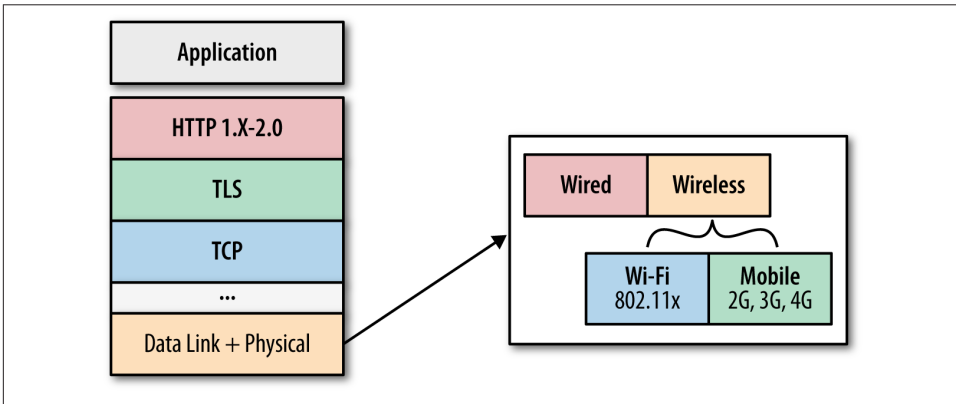 Application
HTTP 1.X-2.0
TLS
TCP
...
Data Link + Physical
Wired
Wireless
Wi-Fi
802.11x
Mobile
2G, 3G, 4G